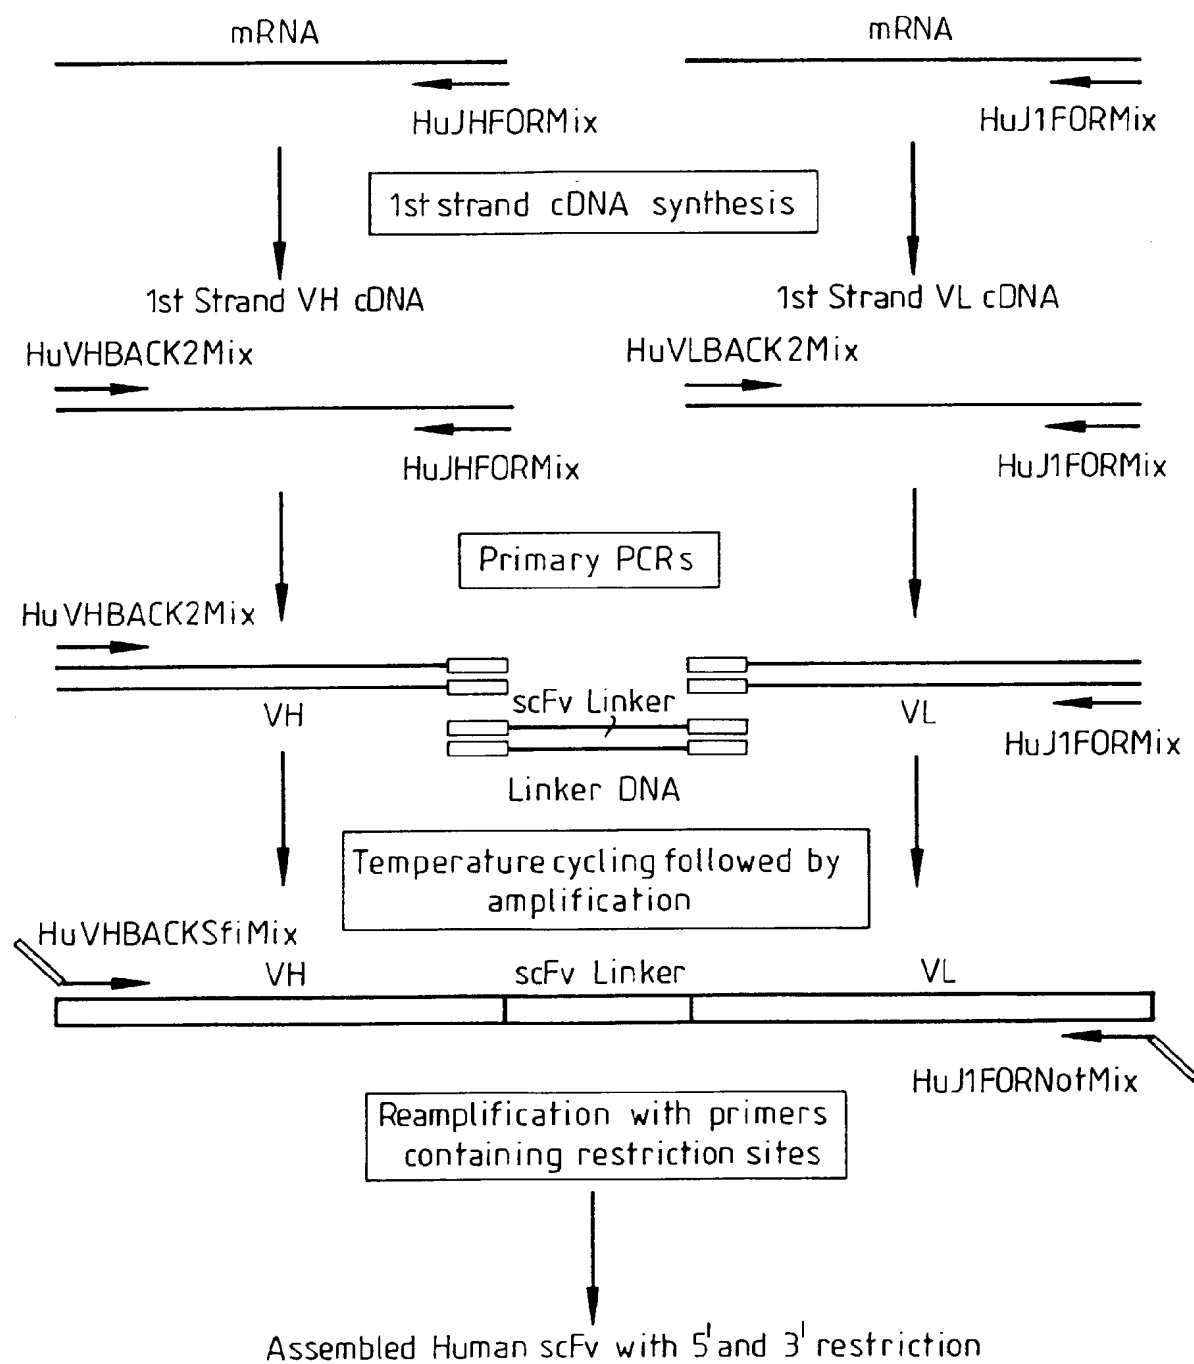 mRNA
mRNA
HuJHFORMix
HuJ1FORMix
1st strand cDNA synthesis
1st Strand VH cDNA
1st Strand VL cDNA
HuVHBACK2Mix
HuVLBACK2Mix
HuJHFORMix
HuJ1FORMix
Primary PCRs
HuVHBACK2Mix
scFv Linker
VH
VL
HuJ1FORMix
Linker DNA
Temperature cycling followed by
amplification
HuVHBACKSfiMix
VH
scFv Linker
VL
HuJ1FORNotMix
Reamplification with primers
containing restriction sites
Assembled Human scFv with 5' and 3' restriction